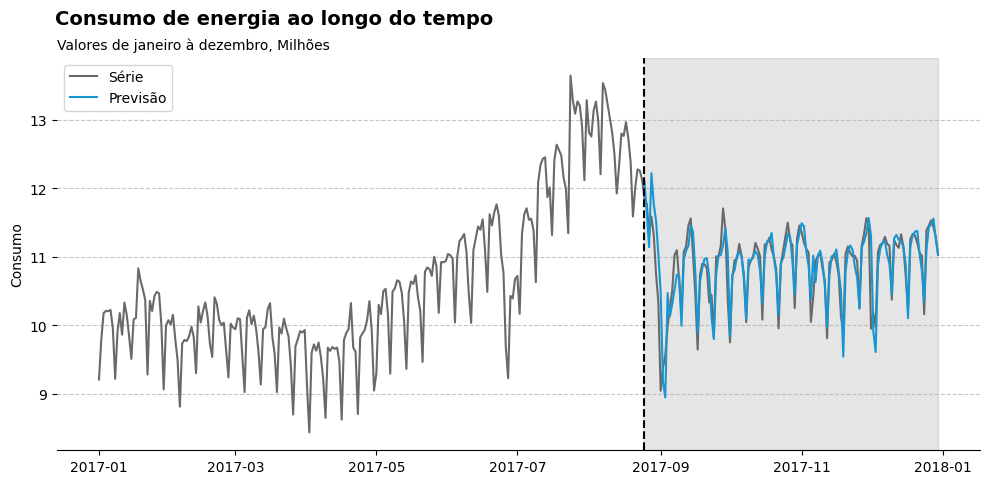 Consumo de energia ao longo do tempo
Valores de janeiro à dezembro, Milhões
Série
Previsão
Consumo
13
12
11
10
9
2017-01
2017-03
2017-05
2017-07
2017-09
2017-11
2018-01